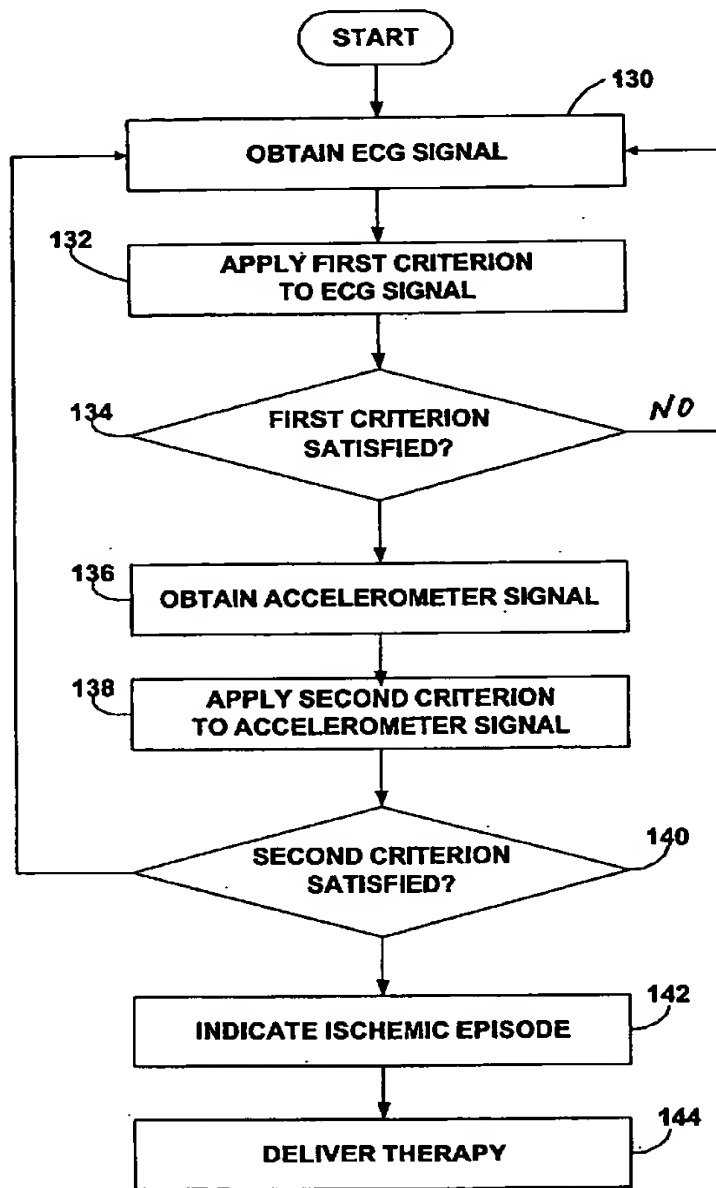 START
130
OBTAIN ECG SIGNAL
132
APPLY FIRST CRITERION
TO ECG SIGNAL
134
FIRST CRITERION
SATISFIED?
NO
136
OBTAIN ACCELEROMETER SIGNAL
138
APPLY SECOND CRITERION
TO ACCELEROMETER SIGNAL
140
SECOND CRITERION
SATISFIED?
142
INDICATE ISCHEMIC EPISODE
144
DELIVER THERAPY